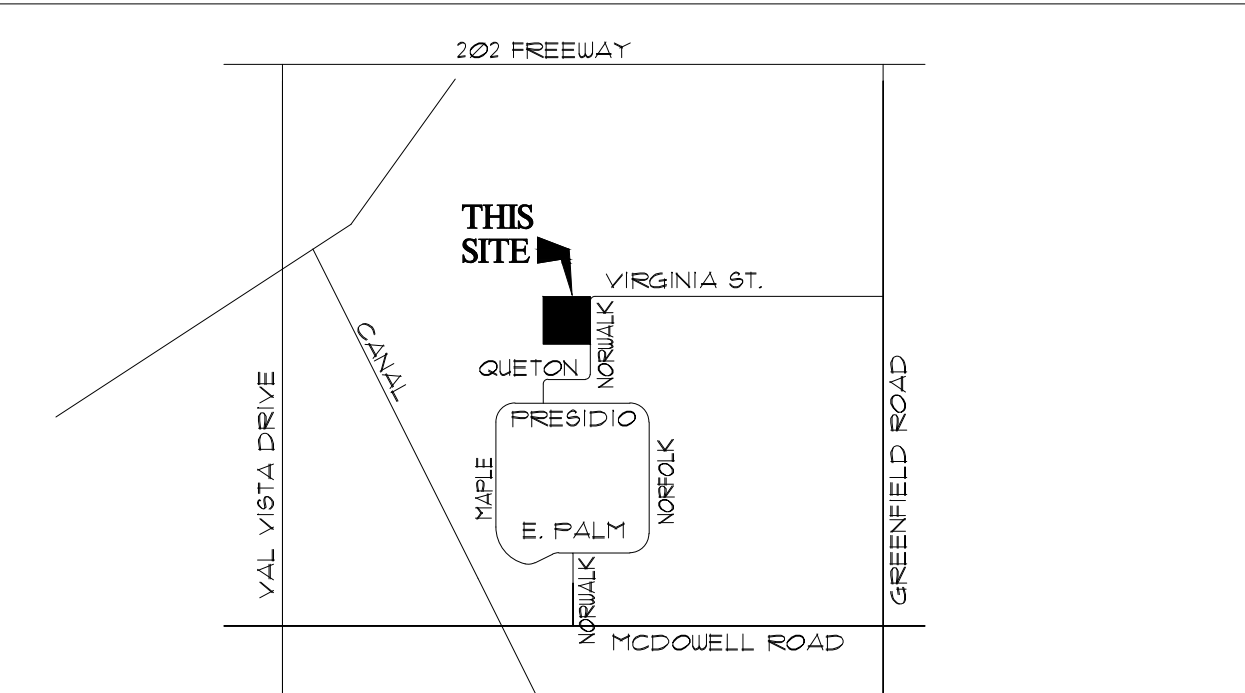 202 FREEWAY
THIS
SITE
VIRGINIA ST.
NORWALK
QUETON
CANAL
PRESIDIO
VAL VISTA DRIVE
GREENFIELD ROAD
MAPLE
NORFOLK
E. PALM
NORWALK
MCDOWELL ROAD